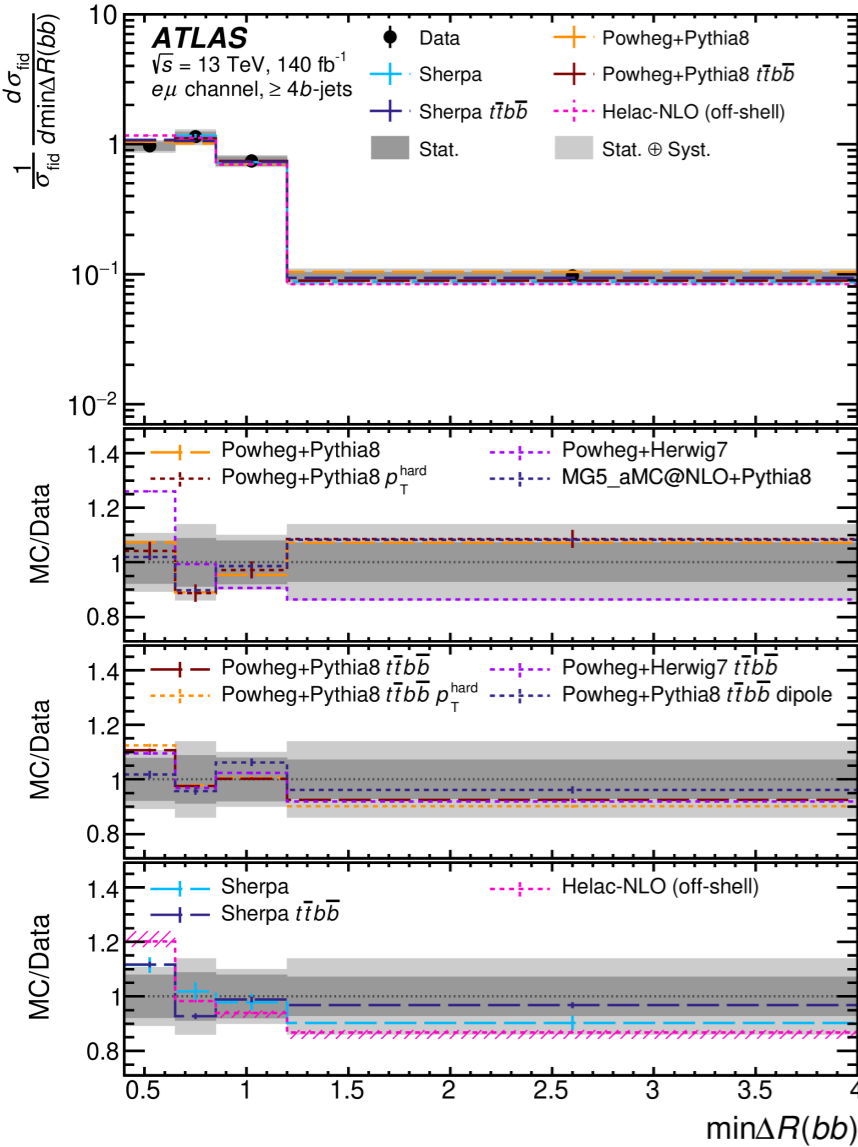 ATLAS
√s = 13 TeV, 140 fb⁻¹
eμ channel, ≥ 4b-jets
Data
Powheg+Pythia8
Sherpa
Powheg+Pythia8 tt̅bb̅
Sherpa tt̅bb̅
Helac-NLO (off-shell)
Stat.
Stat. ⊕ Syst.
1/σfid dσfid/dminΔR(bb)
10
1
10⁻¹
10⁻²
Powheg+Pythia8
Powheg+Herwig7
Powheg+Pythia8 pT^hard
MG5_aMC@NLO+Pythia8
MC/Data
1.4
1.2
1
0.8
Powheg+Pythia8 tt̅bb̅
Powheg+Herwig7 tt̅bb̅
Powheg+Pythia8 tt̅bb̅ pT^hard
Powheg+Pythia8 tt̅bb̅ dipole
MC/Data
1.4
1.2
1
0.8
Sherpa
Helac-NLO (off-shell)
Sherpa tt̅bb̅
MC/Data
1.4
1.2
1
0.8
0.5 1 1.5 2 2.5 3 3.5 4
minΔR(bb)